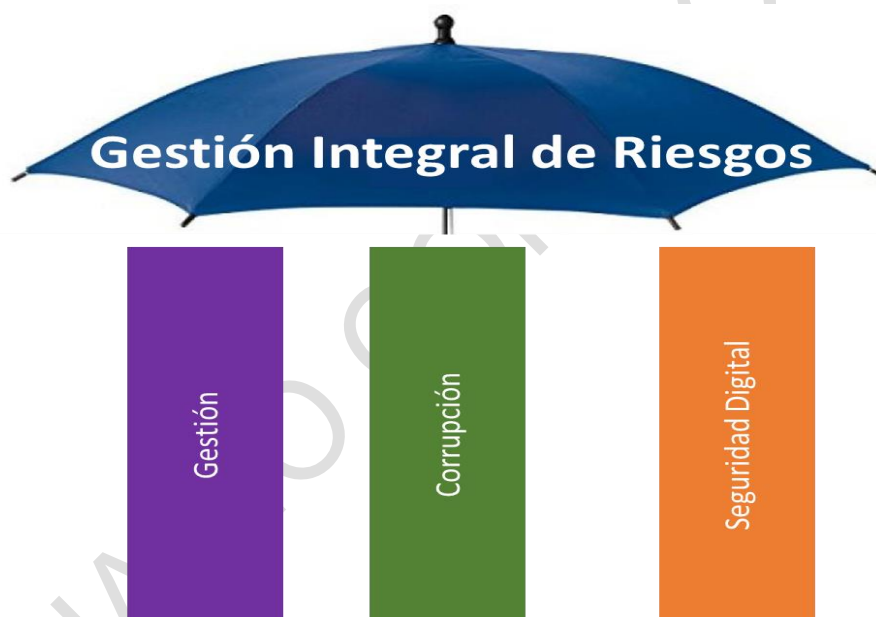 Gestión Integral de Riesgos
Gestión
Corrupción
Seguridad Digital